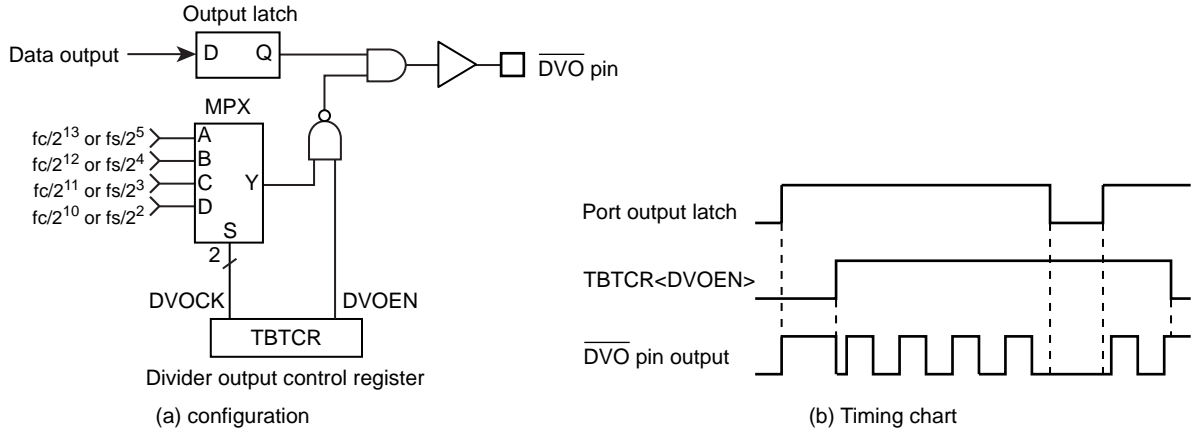 Output latch
Data output
D Q
DVO pin
MPX
fc/2^13 or fs/2^5
fc/2^12 or fs/2^4
fc/2^11 or fs/2^3
fc/2^10 or fs/2^2
A
B
C
D
Y
S
2
DVOCK
DVOEN
TBTCR
Divider output control register
(a) configuration
Port output latch
TBTCR<DVOEN>
DVO pin output
(b) Timing chart